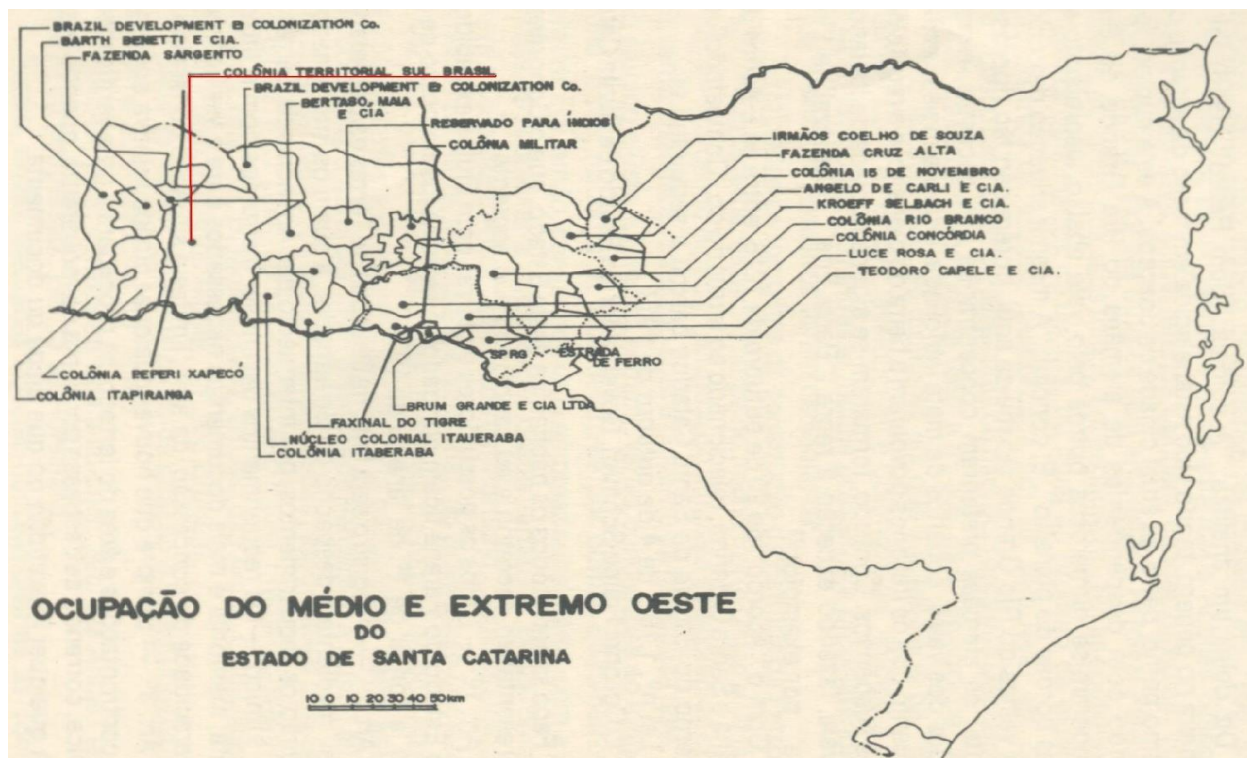 BRAZIL DEVELOPMENT & COLONIZATION Co.
BARTH BENETTI E CIA.
FAZENDA SARGENTO
COLÔNIA TERRITORIAL SUL BRASIL
BRAZIL DEVELOPMENT & COLONIZATION Co.
BERTASO, MAIA
E CIA
RESERVADO PARA ÍNDIOS
COLÔNIA MILITAR
IRMÃOS COELHO DE SOUZA
FAZENDA CRUZ ALTA
COLÔNIA 15 DE NOVEMBRO
ANGELO DE CARLI E CIA.
KROEFF SELBACH E CIA.
COLÔNIA RIO BRANCO
COLÔNIA CONCÓRDIA
LUCE ROSA E CIA.
TEODORO CAPELE E CIA.
SPRG
ESTRADA
DE FERRO
COLÔNIA PEPERI XAPECÓ
COLÔNIA ITAPIRANGA
BRUM GRANDE E CIA LTDA
FAXINAL DO TIGRE
NÚCLEO COLONIAL ITAUERABA
COLÔNIA ITABERABA
OCUPAÇÃO DO MÉDIO E EXTREMO OESTE
DO
ESTADO DE SANTA CATARINA
10 0 10 20 30 40 50km